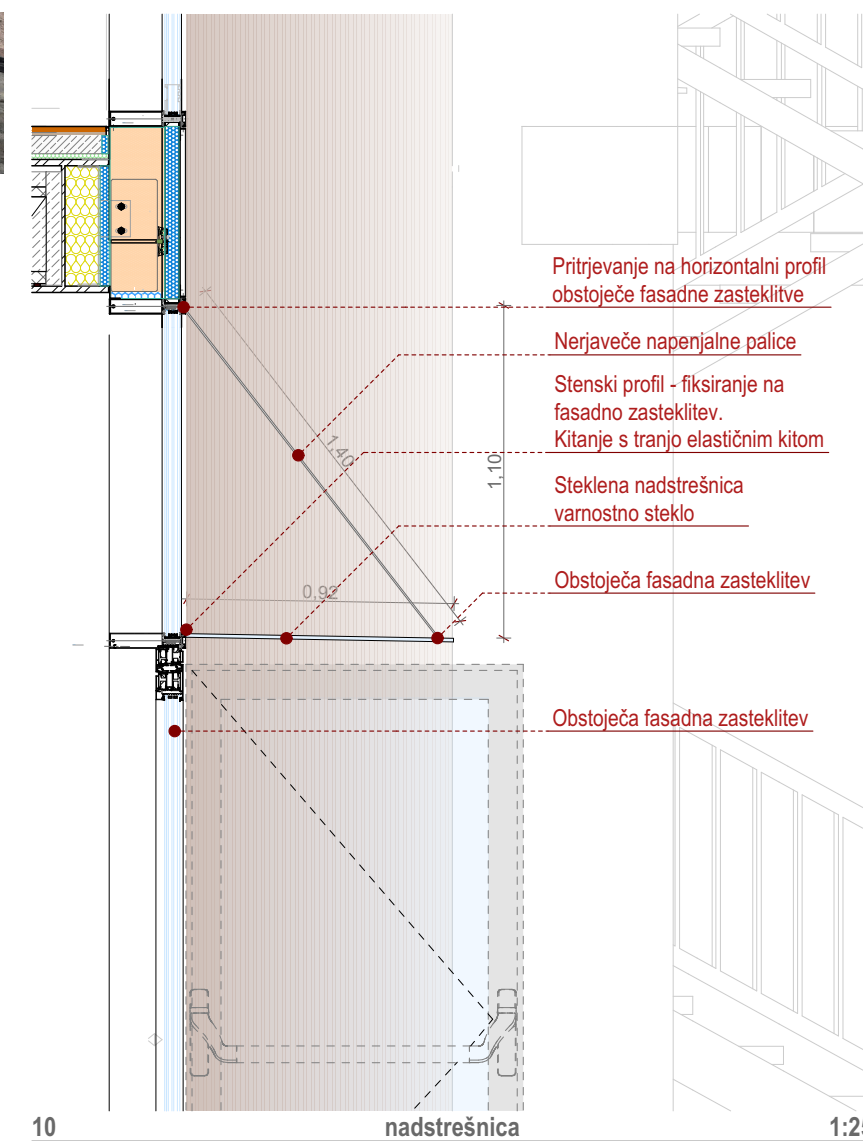 Pritrjevanje na horizontalni profil
obstoječe fasadne zasteklitve
Nerjaveče napenjalne palice
Stenski profil - fiksiranje na
fasadno zasteklitev.
Kitanje s tranjo elastičnim kitom
Steklena nadstrešnica
varnostno steklo
Obstoječa fasadna zasteklitev
Obstoječa fasadna zasteklitev
1,40
1,10
0,92
10 nadstrešnica